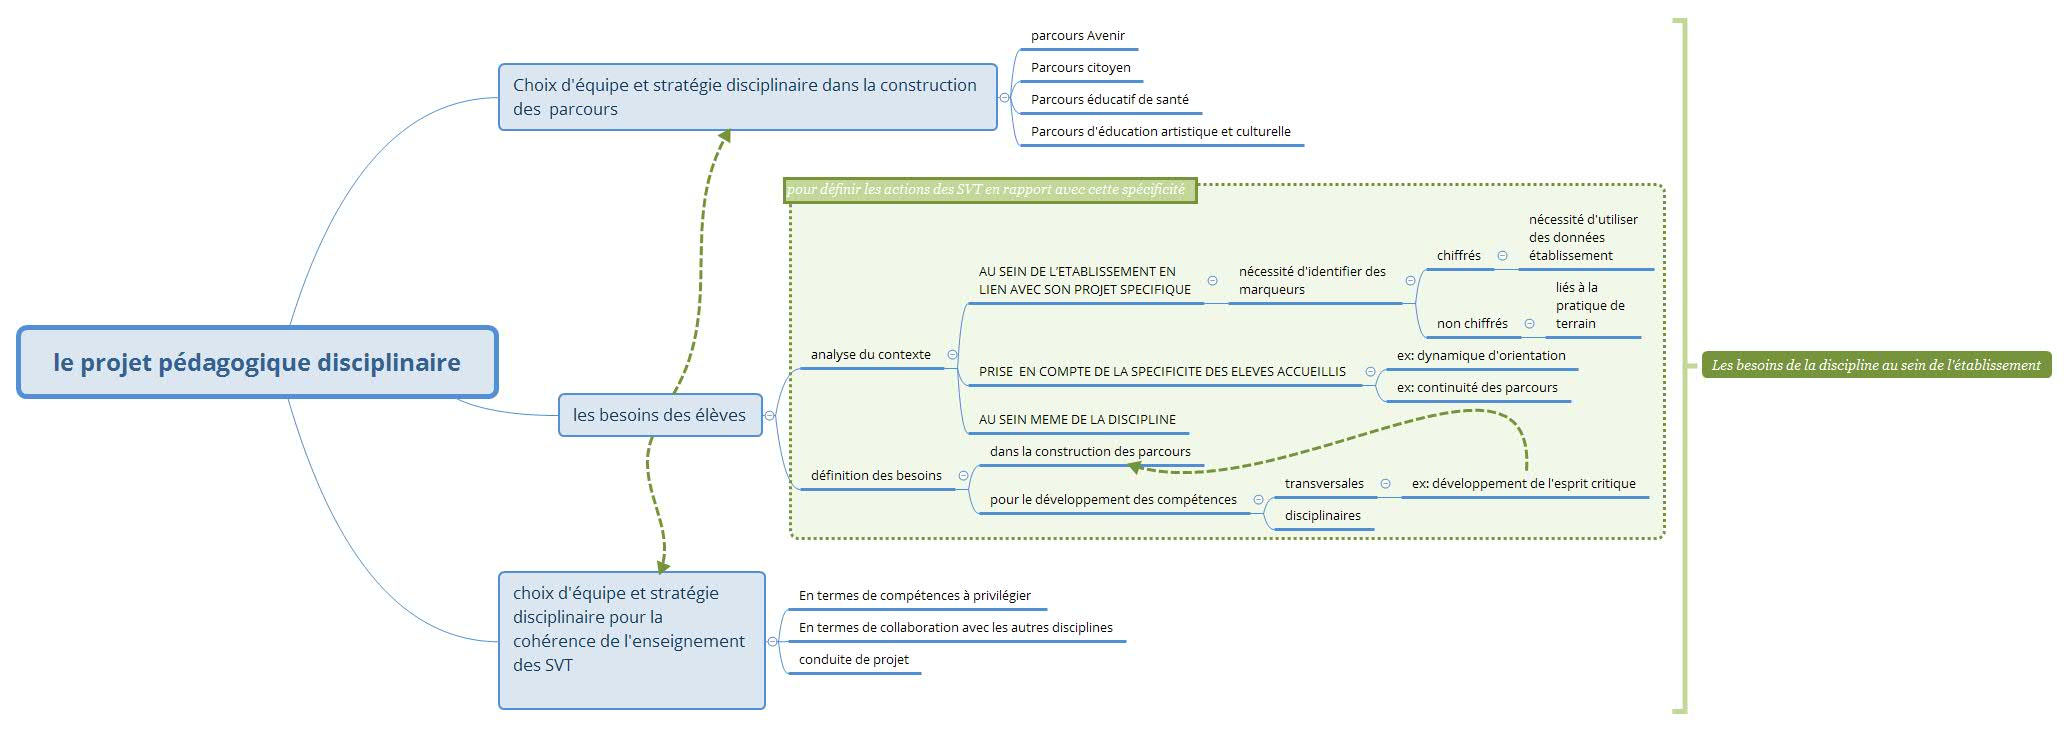 le projet pédagogique disciplinaire
Choix d'équipe et stratégie disciplinaire dans la construction
des parcours
parcours Avenir
Parcours citoyen
Parcours éducatif de santé
Parcours d'éducation artistique et culturelle
les besoins des élèves
pour définir les actions des SVT en rapport avec cette spécificité
analyse du contexte
AU SEIN DE L'ETABLISSEMENT EN
LIEN AVEC SON PROJET SPECIFIQUE
nécessité d'identifier des
marqueurs
chiffrés
nécessité d'utiliser
des données
établissement
non chiffrés
liés à la
pratique de
terrain
PRISE EN COMPTE DE LA SPECIFICITE DES ELEVES ACCUEILLIS
ex: dynamique d'orientation
ex: continuité des parcours
AU SEIN MEME DE LA DISCIPLINE
définition des besoins
dans la construction des parcours
pour le développement des compétences
transversales
ex: développement de l'esprit critique
disciplinaires
choix d'équipe et stratégie
disciplinaire pour la
cohérence de l'enseignement
des SVT
En termes de compétences à privilégier
En termes de collaboration avec les autres disciplines
conduite de projet
Les besoins de la discipline au sein de l'établissement